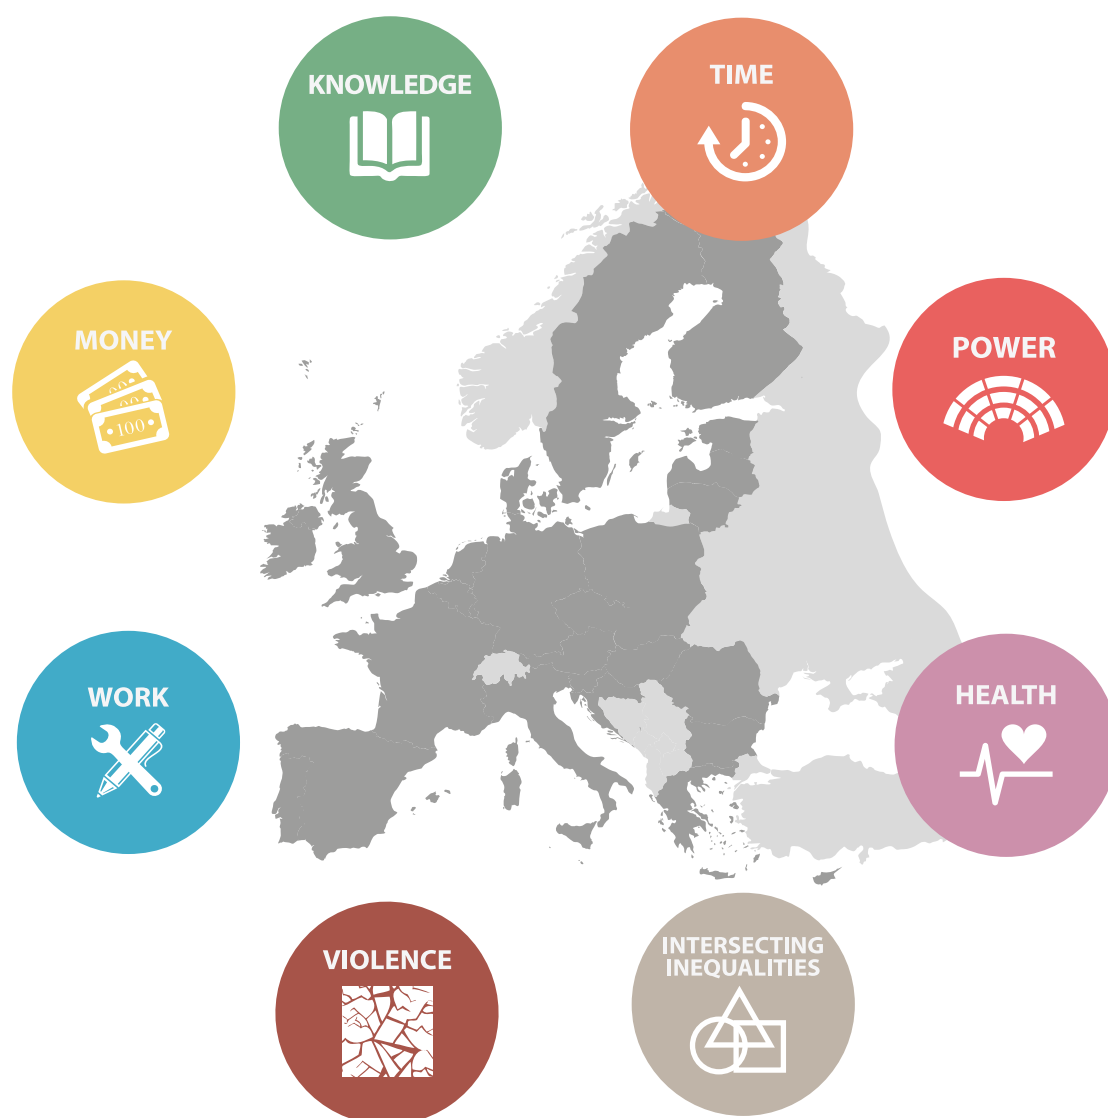 KNOWLEDGE
TIME
MONEY
100
POWER
WORK
HEALTH
VIOLENCE
INTERSECTING
INEQUALITIES